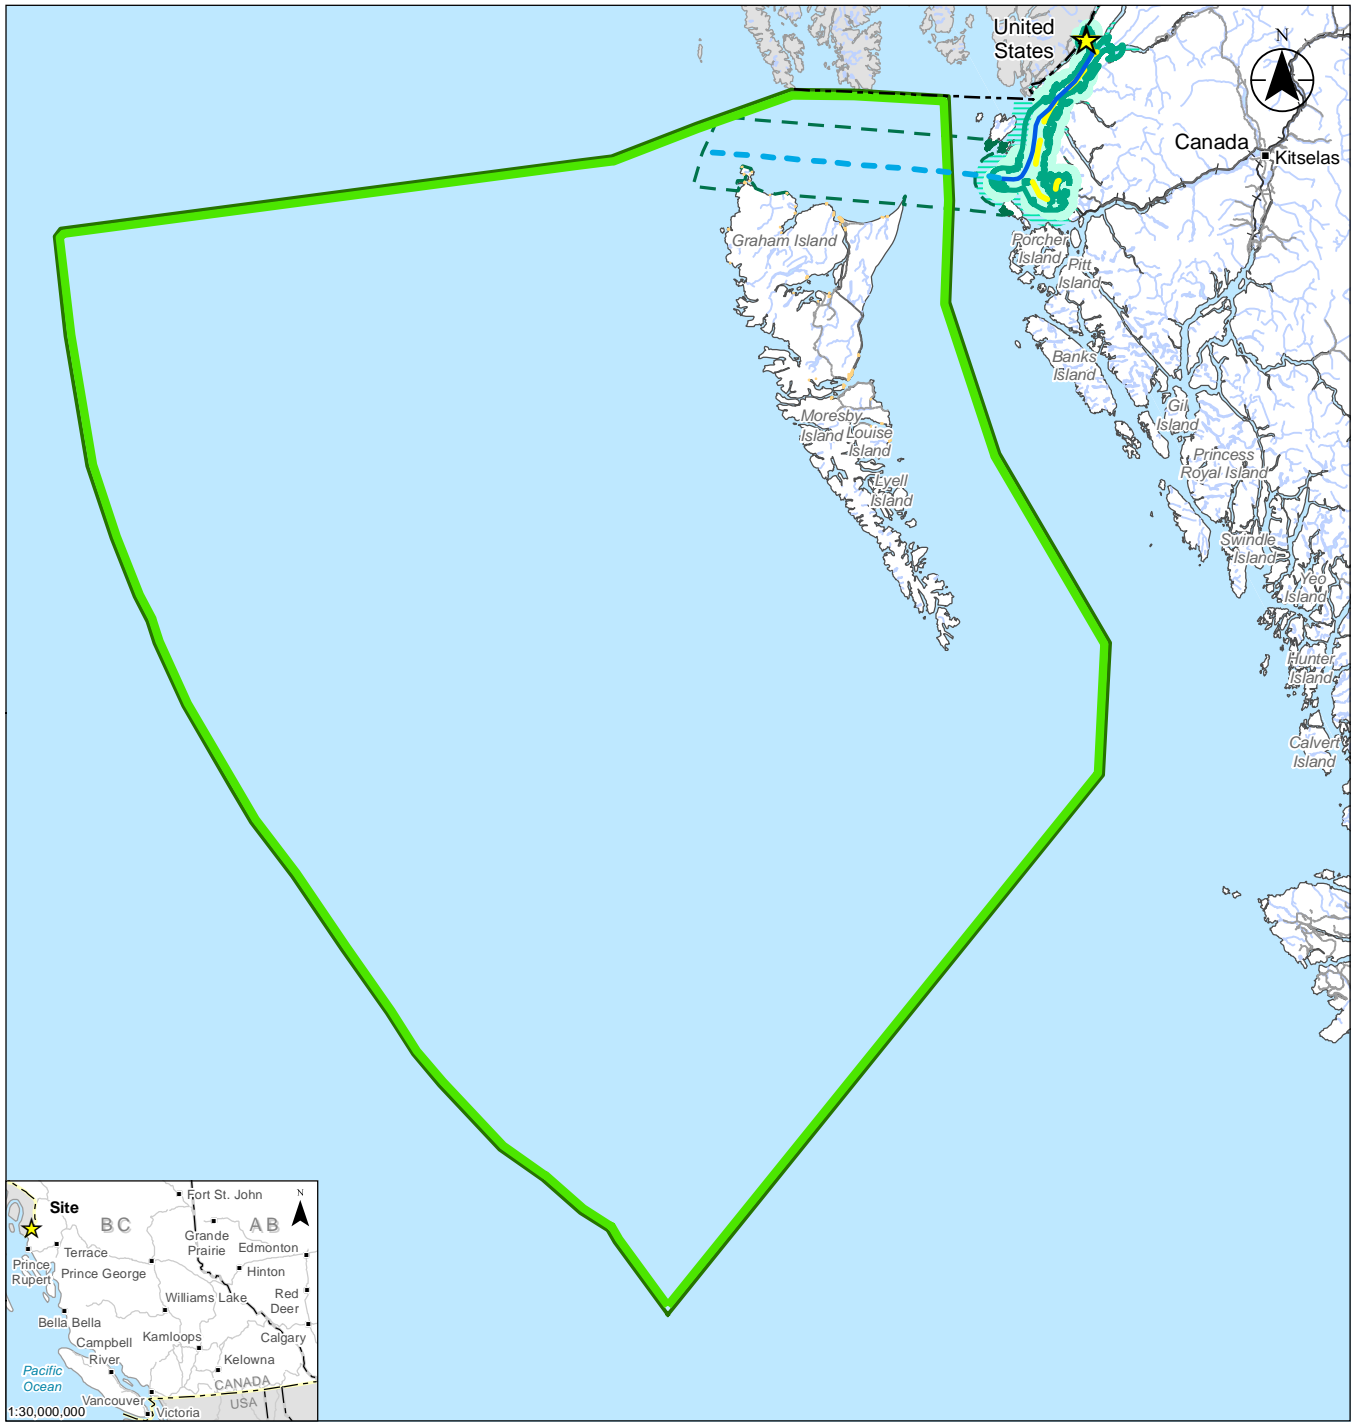 United
States
N
Canada
Kitselas
Graham Island
Porcher
Island
Pitt
Island
Banks
Island
Gil
Island
Moresby
Island
Louise
Island
Princess
Royal Island
Lyell
Island
Swindle
Island
Yeo
Island
Hunter
Island
Calvert
Island
Site
N
Fort St. John
BC
AB
Grande
Prairie
Edmonton
Terrace
Prince
Rupert
Prince George
Hinton
Red
Deer
Williams Lake
Bella Bella
Campbell
River
Kamloops
Calgary
Kelowna
Pacific
Ocean
CANADA
USA
Vancouver
Victoria
1:30,000,000